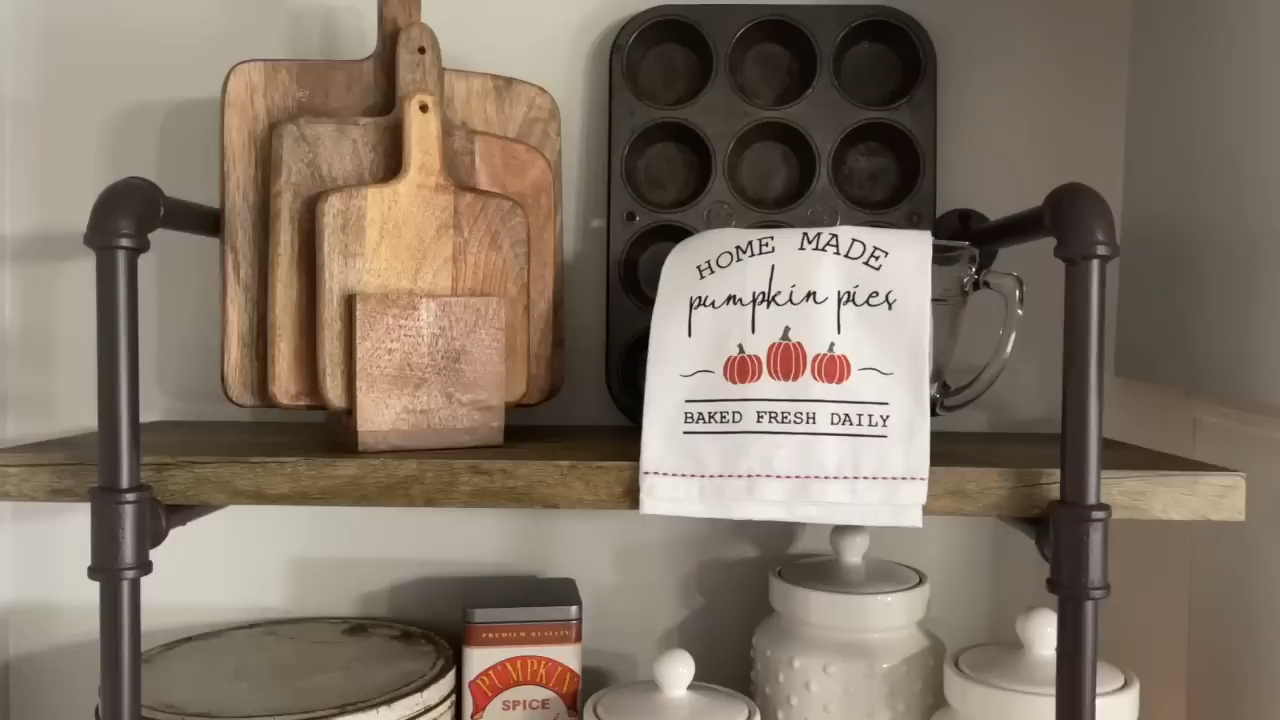 HOME MADE
pumpkin pies
BAKED FRESH DAILY
PREMIUM QUALITY
PUMPKIN
SPICE